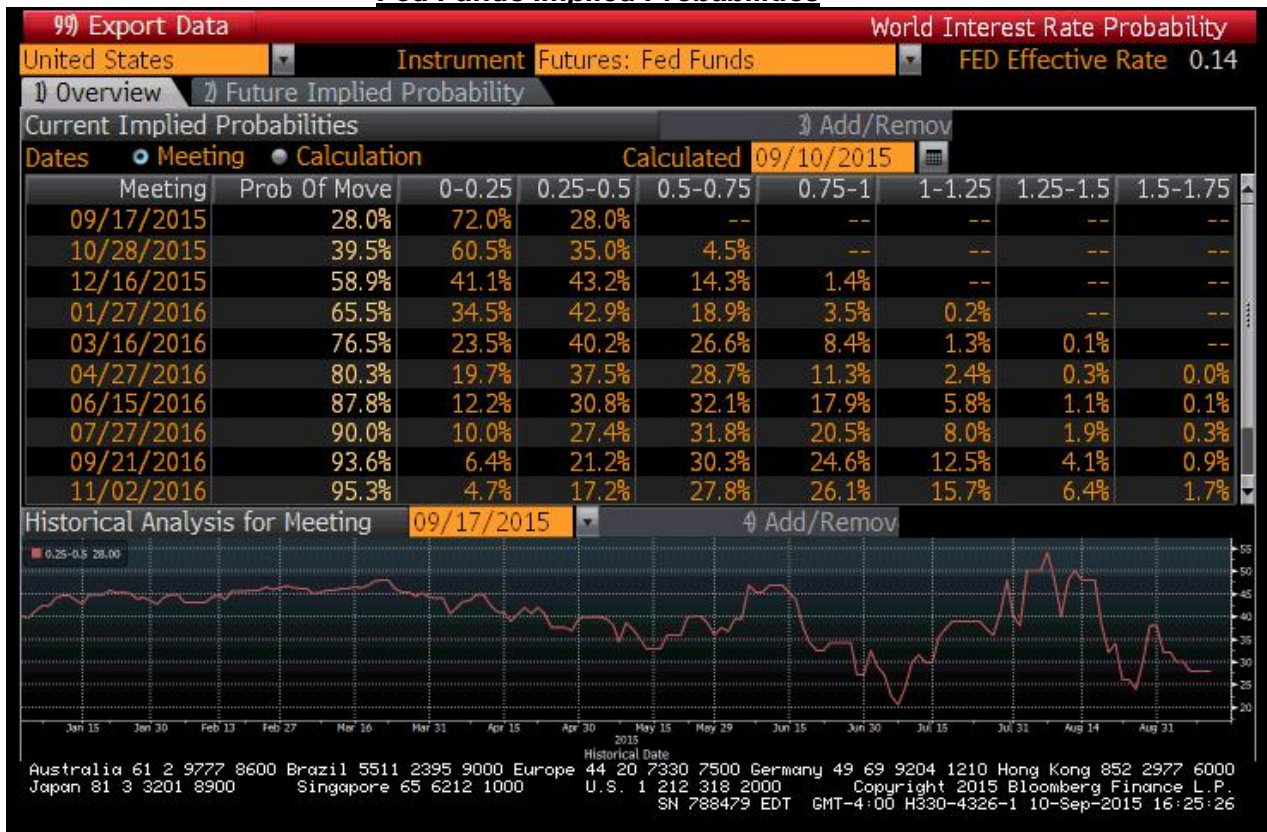 Fed Funds Implied Probabilities
99) Export Data World Interest Rate Probability
United States Instrument Futures: Fed Funds FED Effective Rate 0.14
1) Overview 2) Future Implied Probability
Current Implied Probabilities 3) Add/Remov
Dates Meeting Calculation Calculated 09/10/2015
Meeting Prob Of Move 0-0.25 0.25-0.5 0.5-0.75 0.75-1 1-1.25 1.25-1.5 1.5-1.75
09/17/2015 28.0% 72.0% 28.0% -- -- -- -- --
10/28/2015 39.5% 60.5% 35.0% 4.5% -- -- -- --
12/16/2015 58.9% 41.1% 43.2% 14.3% 1.4% -- -- --
01/27/2016 65.5% 34.5% 42.9% 18.9% 3.5% 0.2% -- --
03/16/2016 76.5% 23.5% 40.2% 26.6% 8.4% 1.3% 0.1% --
04/27/2016 80.3% 19.7% 37.5% 28.7% 11.3% 2.4% 0.3% 0.0%
06/15/2016 87.8% 12.2% 30.8% 32.1% 17.9% 5.8% 1.1% 0.1%
07/27/2016 90.0% 10.0% 27.4% 31.8% 20.5% 8.0% 1.9% 0.3%
09/21/2016 93.6% 6.4% 21.2% 30.3% 24.6% 12.5% 4.1% 0.9%
11/02/2016 95.3% 4.7% 17.2% 27.8% 26.1% 15.7% 6.4% 1.7%
Historical Analysis for Meeting 09/17/2015 4) Add/Remov
0.25-0.5 28.00
55
50
45
40
35
30
25
20
Jan 15 Jan 30 Feb 13 Feb 27 Mar 16 Mar 31 Apr 15 Apr 30 May 15 May 29 Jun 15 Jun 30 Jul 15 Jul 31 Aug 14 Aug 31
2015
Historical Date
Australia 61 2 9777 8600 Brazil 5511 2395 9000 Europe 44 20 7330 7500 Germany 49 69 9204 1210 Hong Kong 852 2977 6000
Japan 81 3 3201 8900 Singapore 65 6212 1000 U.S. 1 212 318 2000 Copyright 2015 Bloomberg Finance L.P.
SN 788479 EDT GMT-4:00 H330-4326-1 10-Sep-2015 16:25:26